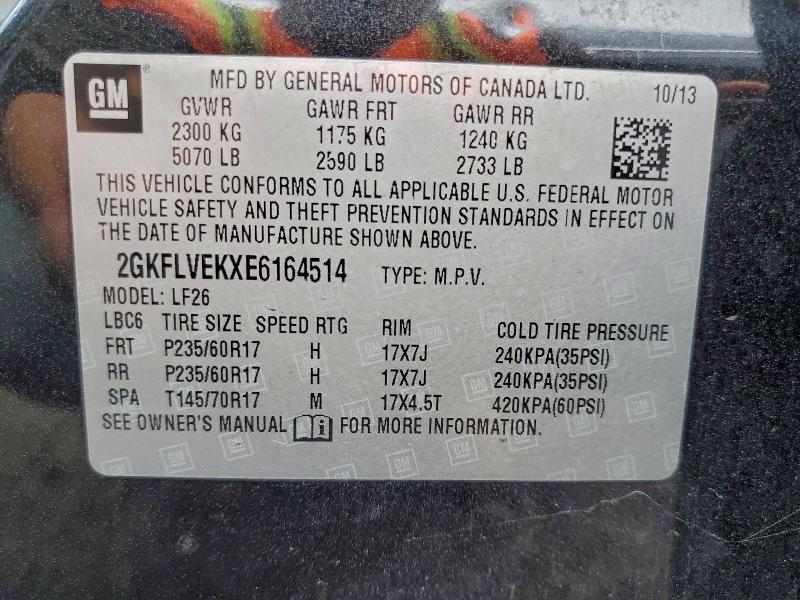 GM ® MFD BY GENERAL MOTORS OF CANADA LTD. 10/13
GVWR GAWR FRT GAWR RR
2300 KG 1175 KG 1240 KG
5070 LB 2590 LB 2733 LB
THIS VEHICLE CONFORMS TO ALL APPLICABLE U.S. FEDERAL MOTOR
VEHICLE SAFETY AND THEFT PREVENTION STANDARDS IN EFFECT ON
THE DATE OF MANUFACTURE SHOWN ABOVE.
2GKFLVEKXE6164514 TYPE: M.P.V.
MODEL: LF26
LBC6 TIRE SIZE SPEED RTG RIM COLD TIRE PRESSURE
FRT P235/60R17 H 17X7J 240KPA(35PSI)
RR P235/60R17 H 17X7J 240KPA(35PSI)
SPA T145/70R17 M 17X4.5T 420KPA(60PSI)
SEE OWNER'S MANUAL i FOR MORE INFORMATION.